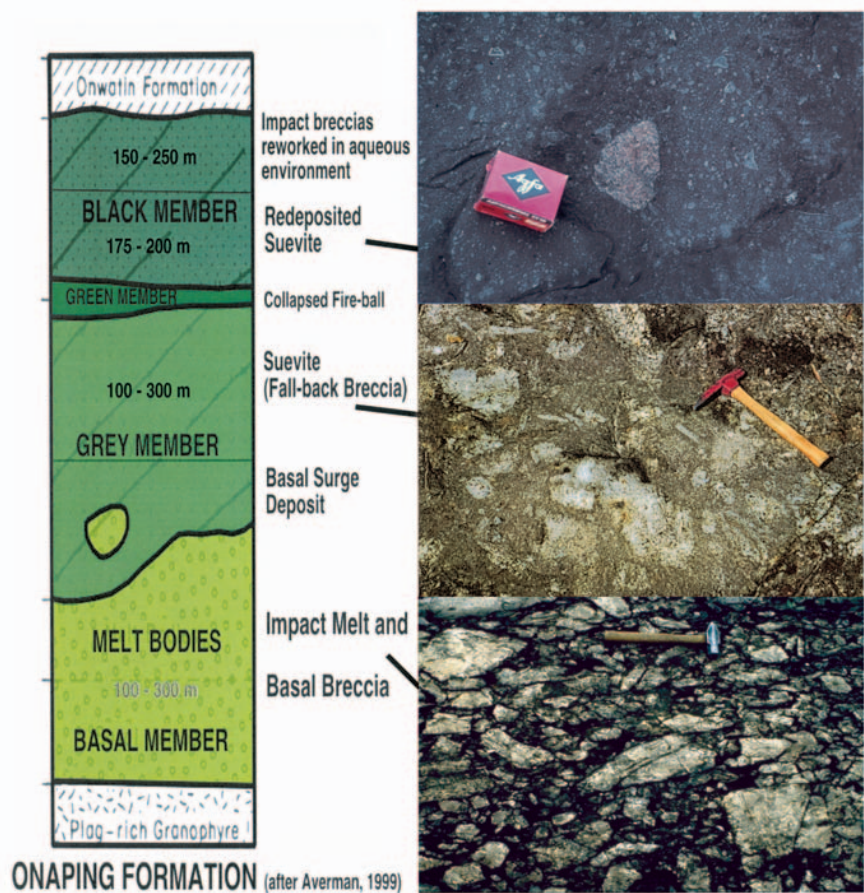 Onwatin Formation
150 - 250 m
Impact breccias
reworked in aqueous
environment
BLACK MEMBER
175 - 200 m
Redeposited
Suevite
GREEN MEMBER
Collapsed Fire-ball
100 - 300 m
Suevite
(Fall-back Breccia)
GREY MEMBER
Basal Surge
Deposit
MELT BODIES
Impact Melt and
100 - 300 m
Basal Breccia
BASAL MEMBER
Plag-rich Granophyre
ONAPING FORMATION (after Averman, 1999)
Agfa